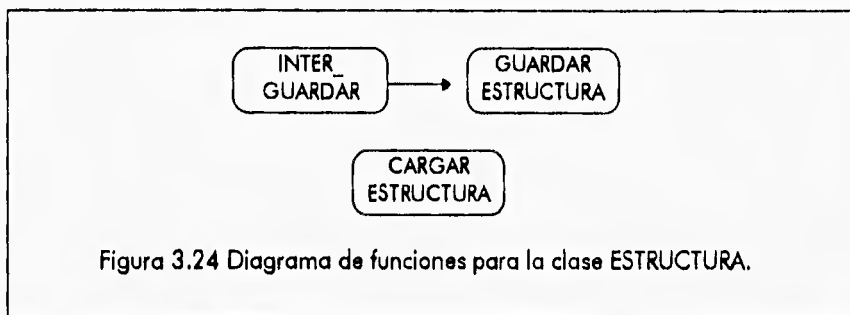 INTER_
GUARDAR
GUARDAR
ESTRUCTURA
CARGAR
ESTRUCTURA
Figura 3.24 Diagrama de funciones para la clase ESTRUCTURA.